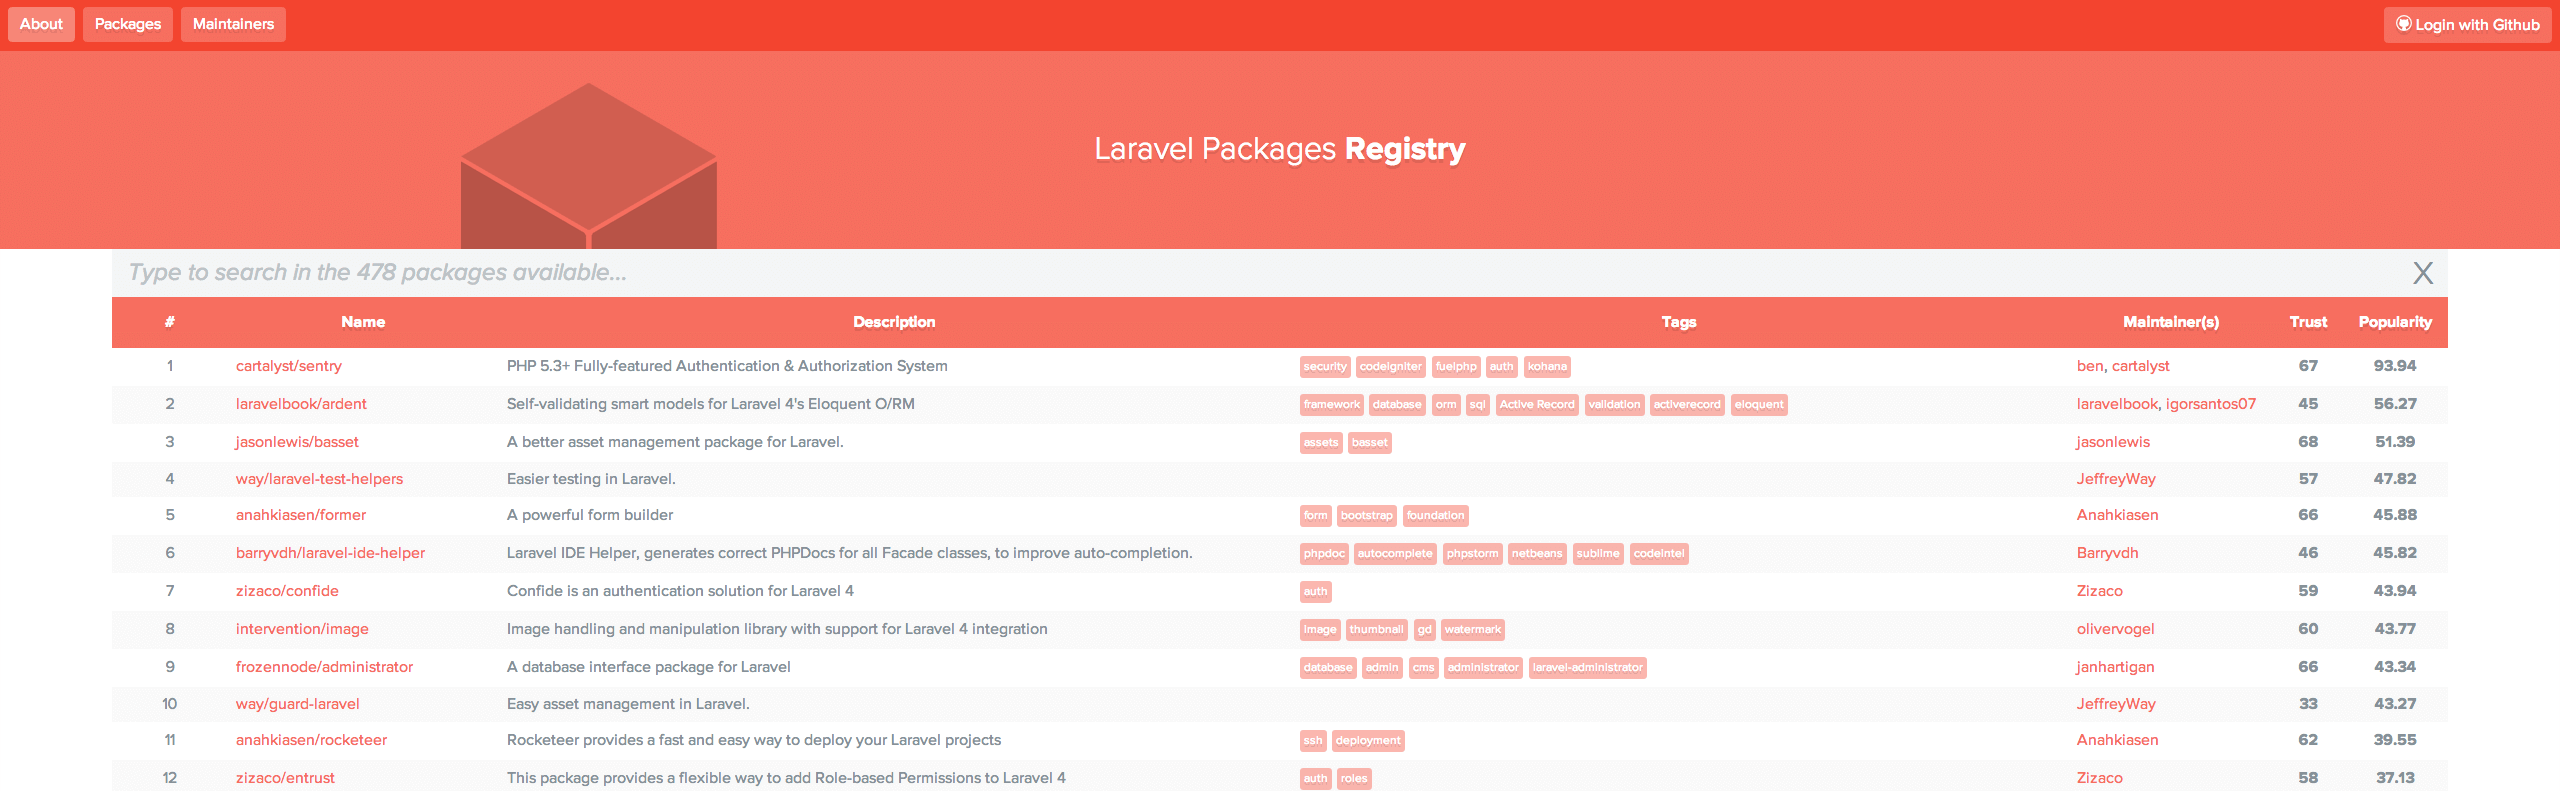 About Packages Maintainers Login with Github
Laravel Packages Registry
Type to search in the 478 packages available... X
# Name Description Tags Maintainer(s) Trust Popularity
1 cartalyst/sentry PHP 5.3+ Fully-featured Authentication & Authorization System security codeigniter fuelphp auth kohana ben, cartalyst 67 93.94
2 laravelbook/ardent Self-validating smart models for Laravel 4's Eloquent O/RM framework database orm sql Active Record validation activerecord eloquent laravelbook, igorsantos07 45 56.27
3 jasonlewis/basset A better asset management package for Laravel. assets basset jasonlewis 68 51.39
4 way/laravel-test-helpers Easier testing in Laravel. JeffreyWay 57 47.82
5 anahkiasen/former A powerful form builder form bootstrap foundation Anahkiasen 66 45.88
6 barryvdh/laravel-ide-helper Laravel IDE Helper, generates correct PHPDocs for all Facade classes, to improve auto-completion. phpdoc autocomplete phpstorm netbeans sublime codeintel Barryvdh 46 45.82
7 zizaco/confide Confide is an authentication solution for Laravel 4 auth Zizaco 59 43.94
8 intervention/image Image handling and manipulation library with support for Laravel 4 integration image thumbnail gd watermark olivervogel 60 43.77
9 frozennode/administrator A database interface package for Laravel database admin cms administrator laravel-administrator janhartigan 66 43.34
10 way/guard-laravel Easy asset management in Laravel. JeffreyWay 33 43.27
11 anahkiasen/rocketeer Rocketeer provides a fast and easy way to deploy your Laravel projects ssh deployment Anahkiasen 62 39.55
12 zizaco/entrust This package provides a flexible way to add Role-based Permissions to Laravel 4 auth roles Zizaco 58 37.13